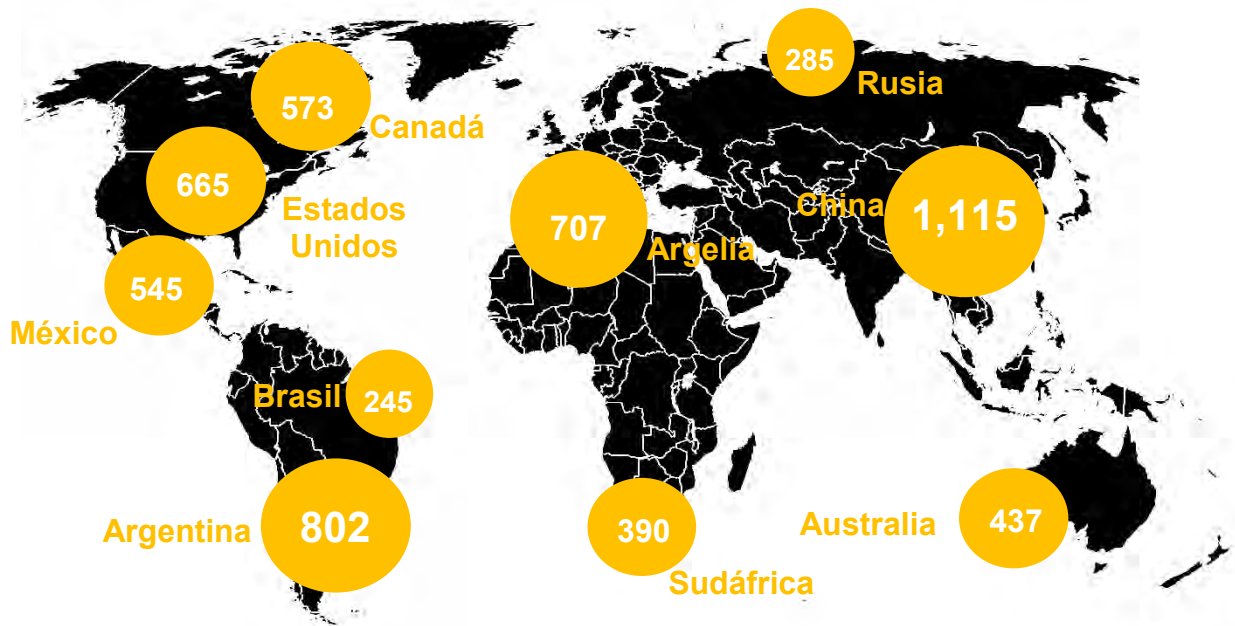 285
Rusia
573
Canadá
665
Estados
Unidos
707
Argelia
China
1,115
545
México
Brasil
245
Argentina
802
390
Sudáfrica
Australia
437